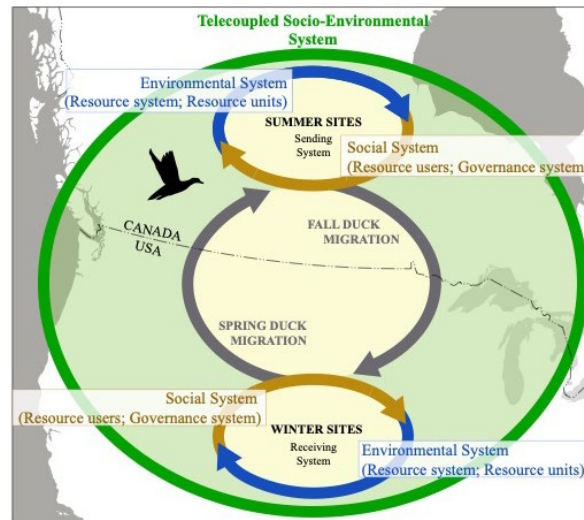 Telecoupled Socio-Environmental
System
Environmental System
(Resource system; Resource units)
SUMMER SITES
Sending
System
Social System
(Resource users; Governance system
CANADA
USA
FALL DUCK
MIGRATION
SPRING DUCK
MIGRATION
Social System
(Resource users; Governance system)
WINTER SITES
Receiving
System
Environmental System
(Resource system; Resource units)